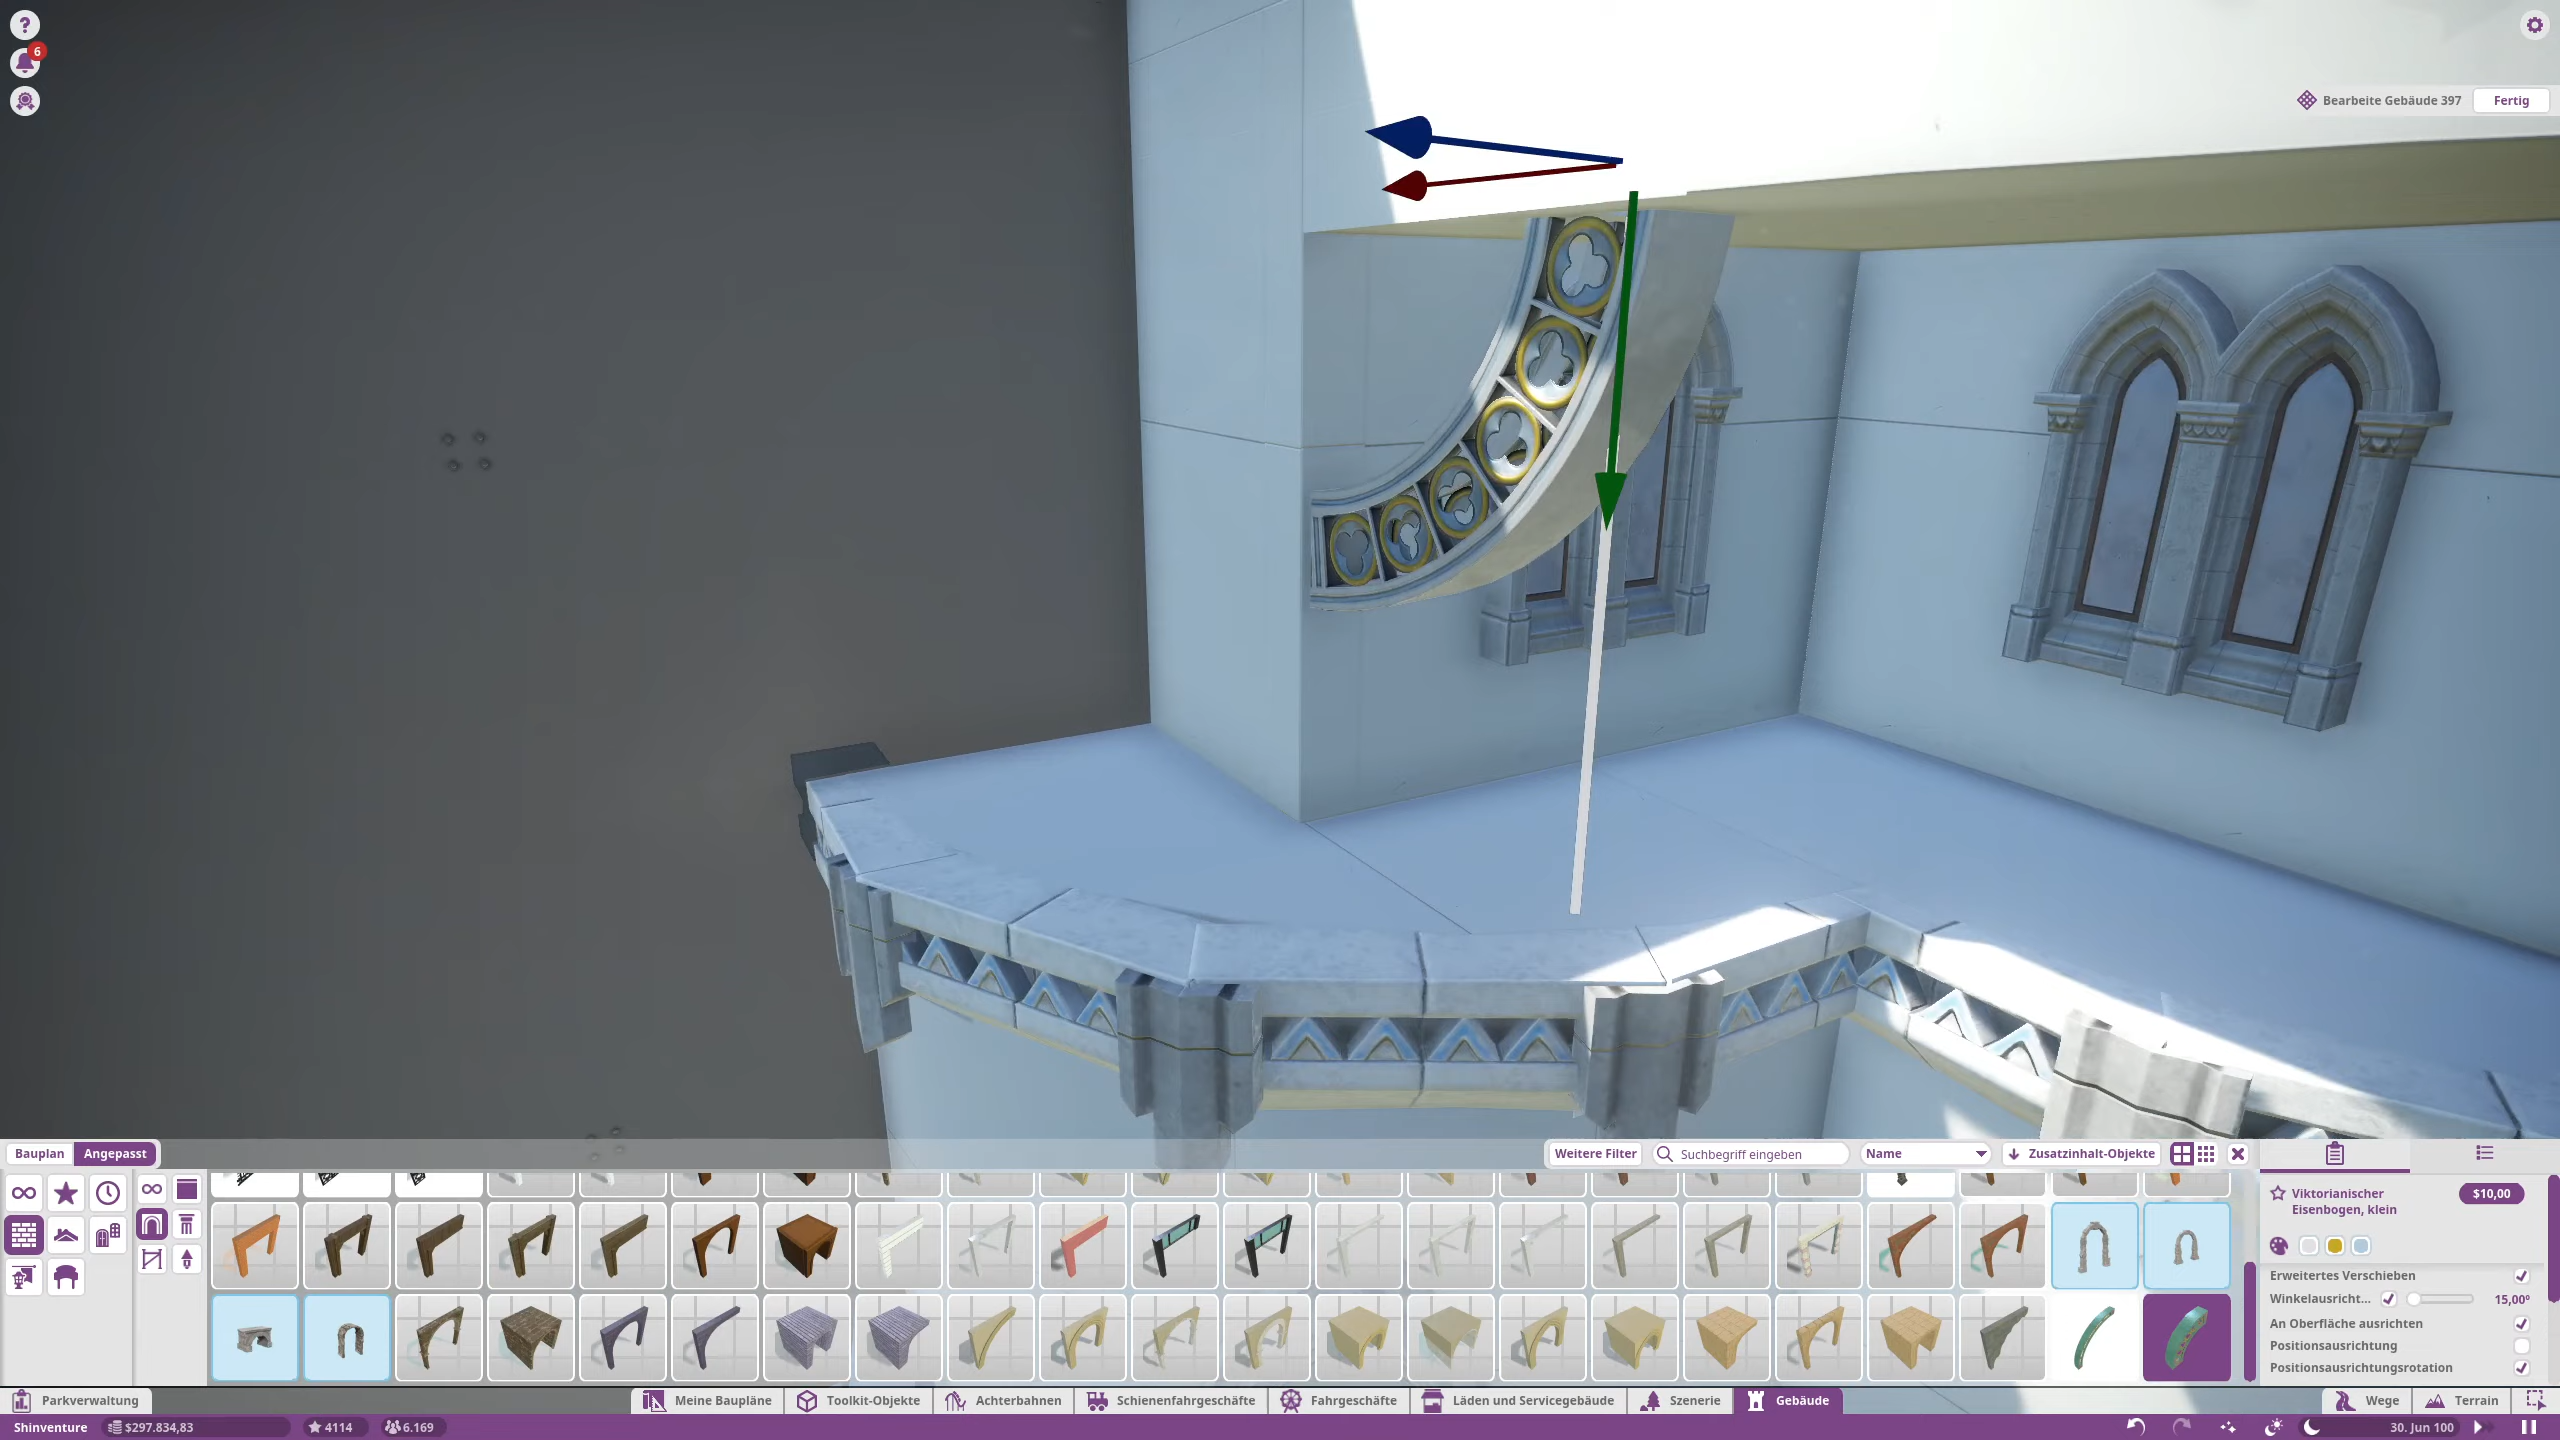 ?
6
Bearbeite Gebäude 397
Fertig
Bauplan
Angepasst
Weitere Filter
Suchbegriff eingeben
Name
Zusatzinhalt-Objekte
Viktorianischer
Eisenbogen, klein
$10,00
Erweitertes Verschieben
Winkelausricht...
15,00°
An Oberfläche ausrichten
Positionsausrichtung
Positionsausrichtungsrotation
Parkverwaltung
Meine Baupläne
Toolkit-Objekte
Achterbahnen
Schienenfahrgeschäfte
Fahrgeschäfte
Läden und Servicegebäude
Szenerie
Gebäude
Wege
Terrain
Shinventure
$297.834,83
4114
6.169
30. Jun 100